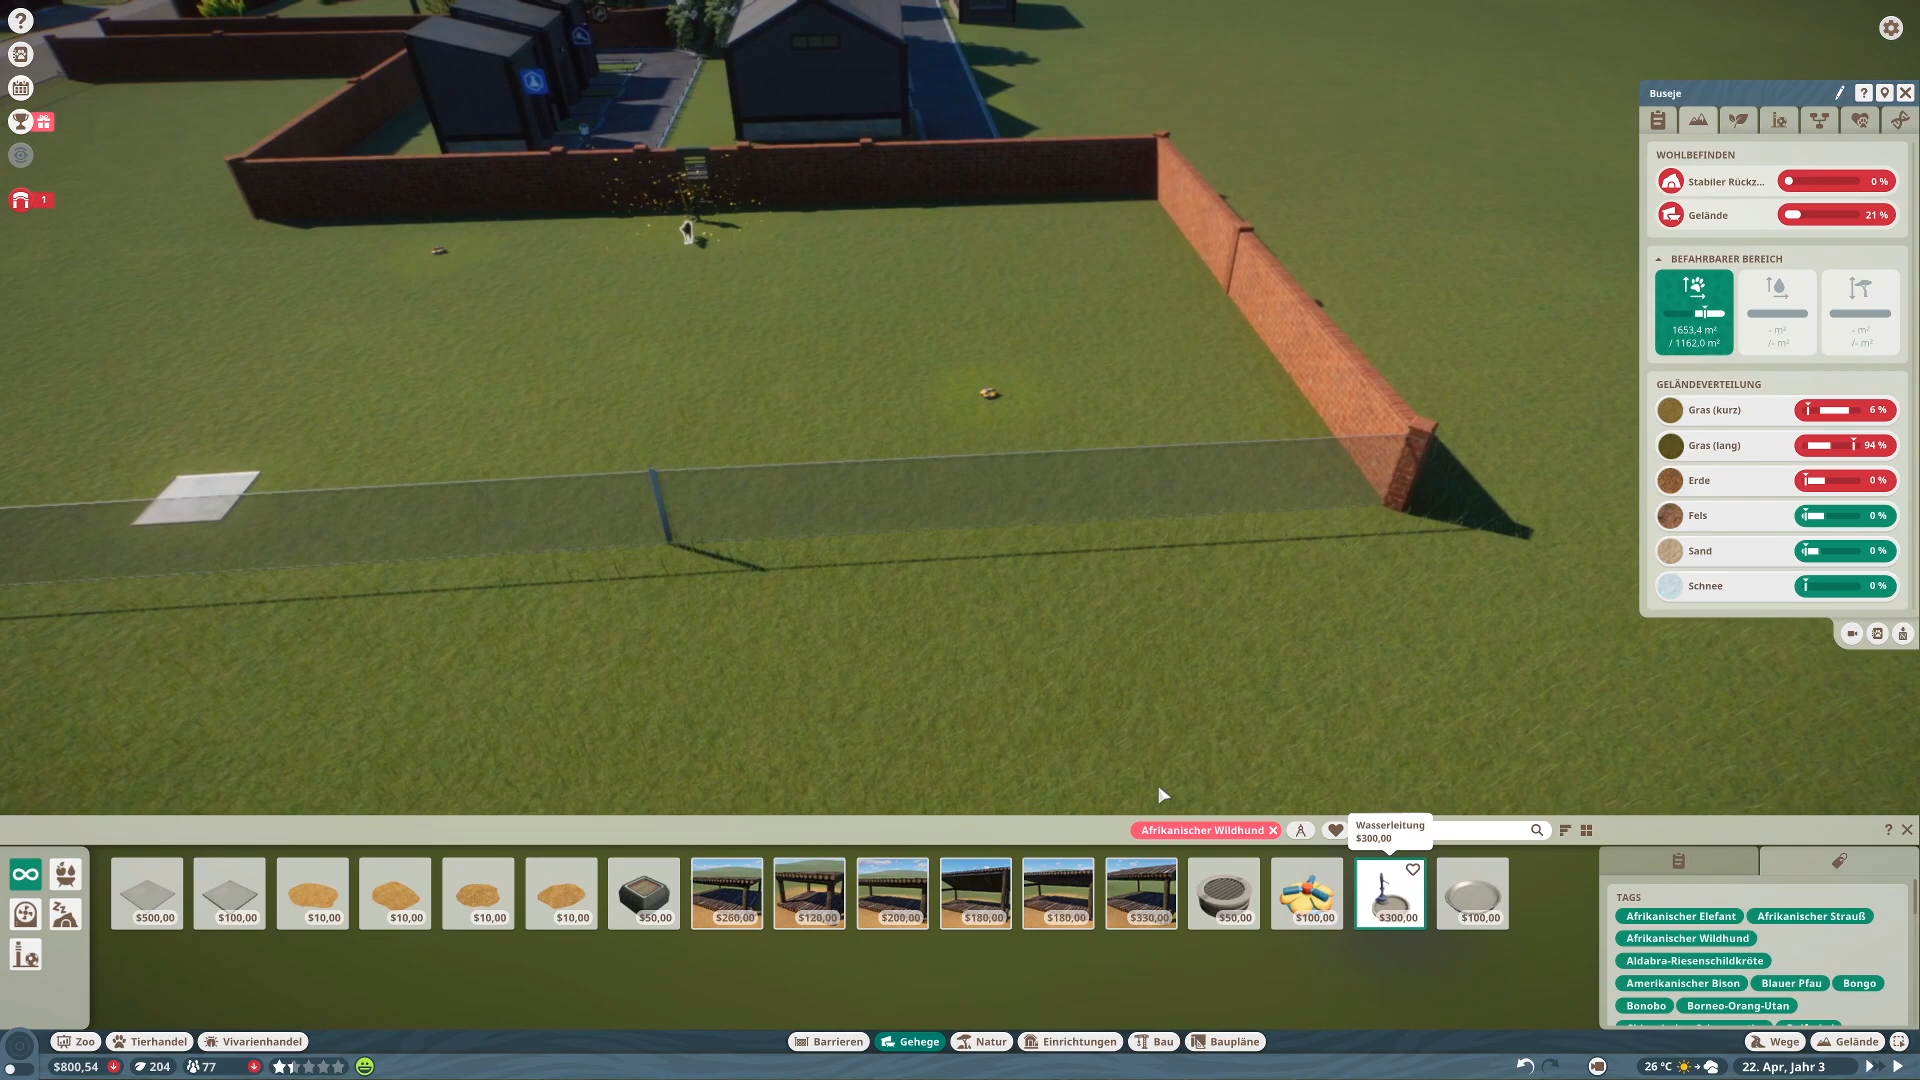 1
Buseje
?
WOHLBEFINDEN
Stabiler Rückz... 0 %
Gelände 21 %
BEFAHRBARER BEREICH
1653,4 m² - m² - m²
/ 1162,0 m² /- m² /- m²
GELÄNDEVERTEILUNG
Gras (kurz) 6 %
Gras (lang) 94 %
Erde 0 %
Fels 0 %
Sand 0 %
Schnee 0 %
Afrikanischer Wildhund
Wasserleitung
$300,00
?
$500,00 $100,00 $10,00 $10,00 $10,00 $10,00 $50,00 $260,00 $120,00 $200,00 $180,00 $180,00 $330,00 $50,00 $100,00 $300,00 $100,00
TAGS
Afrikanischer Elefant Afrikanischer Strauß
Afrikanischer Wildhund
Aldabra-Riesenschildkröte
Amerikanischer Bison Blauer Pfau Bongo
Bonobo Borneo-Orang-Utan
Zoo Tierhandel Vivarienhandel Barrieren Gehege Natur Einrichtungen Bau Baupläne Wege Gelände
$800,54 204 77 26 °C 22. Apr, Jahr 3